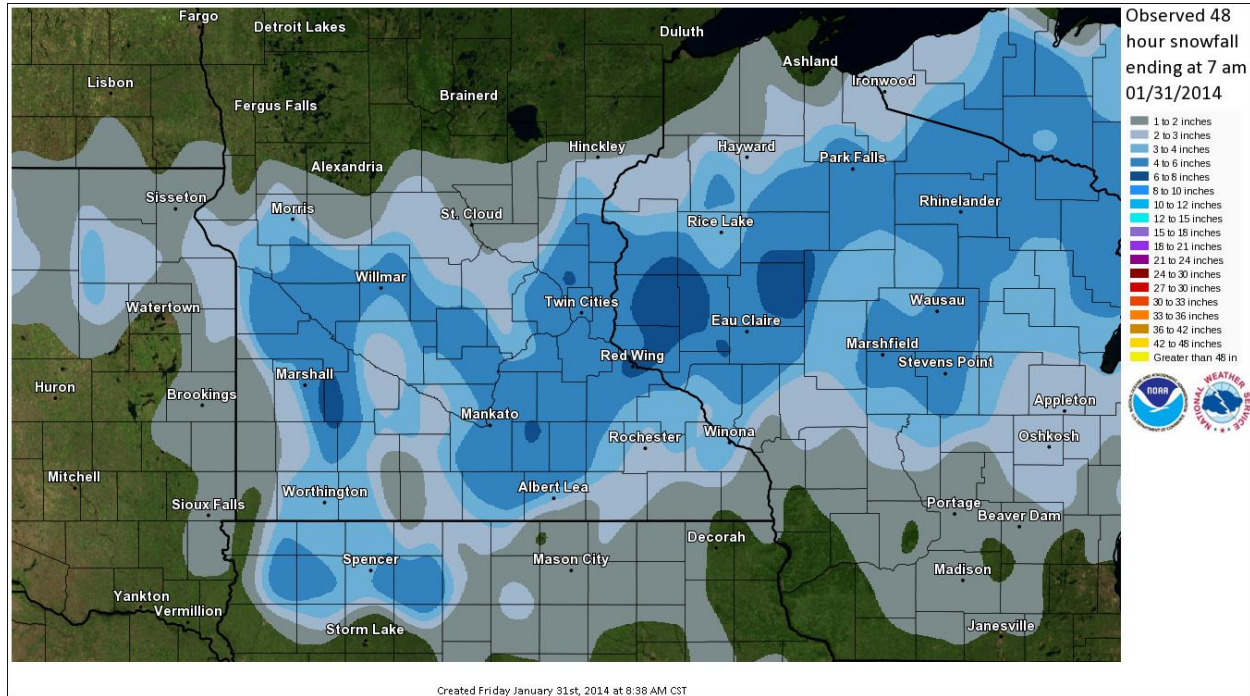 Fargo
Detroit Lakes
Duluth
Observed 48
hour snowfall
ending at 7 am
01/31/2014
Lisbon
Fergus Falls
Brainerd
Ashland
Ironwood
Hinckley
Hayward
Park Falls
Alexandria
Sisseton
Morris
St. Cloud
Rice Lake
Rhinelander
Willmar
Twin Cities
Watertown
Eau Claire
Wausau
Marshfield
Red Wing
Stevens Point
Marshall
Huron
Brookings
Appleton
Mankato
Rochester
Winona
Oshkosh
Mitchell
Worthington
Albert Lea
Sioux Falls
Portage
Beaver Dam
Decorah
Spencer
Mason City
Madison
Yankton
Vermillion
Storm Lake
Janesville
1 to 2 inches
2 to 3 inches
3 to 4 inches
4 to 6 inches
6 to 8 inches
8 to 10 inches
10 to 12 inches
12 to 15 inches
15 to 18 inches
18 to 21 inches
21 to 24 inches
24 to 30 inches
27 to 30 inches
30 to 33 inches
33 to 36 inches
36 to 42 inches
42 to 48 inches
Greater than 48 in
NOAA
NATIONAL WEATHER SERVICE
Created Friday January 31st, 2014 at 8:38 AM CST